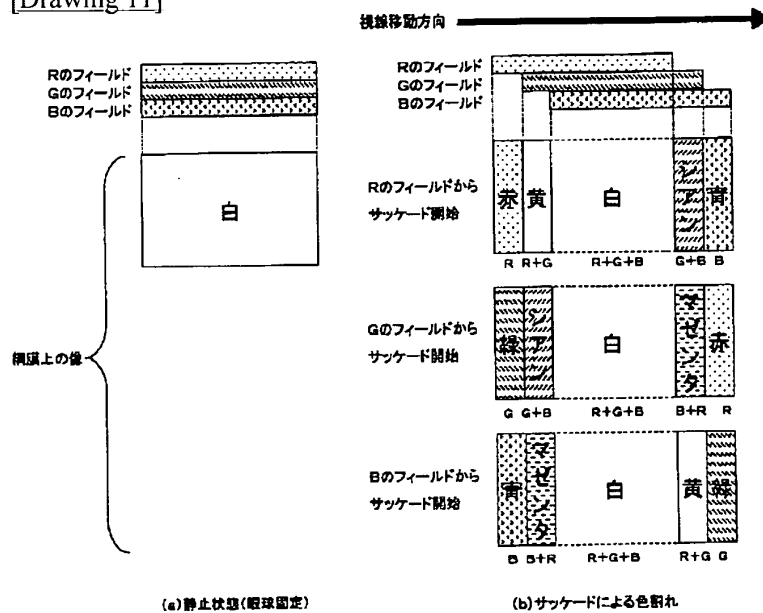 [Drawing 11]
視線移動方向
Rのフィールド
Gのフィールド
Bのフィールド
白
網膜上の像
(a)静止状態(眼球固定)
Rのフィールド
Gのフィールド
Bのフィールド
Rのフィールドから
サッケード開始
赤 黄 白 シアン 青
R R+G R+G+B G+B B
Gのフィールドから
サッケード開始
緑 シアン 白 マゼンタ 赤
G G+B R+G+B B+R R
Bのフィールドから
サッケード開始
青 マゼンタ 白 黄 緑
B B+R R+G+B R+G G
(b)サッケードによる色割れ